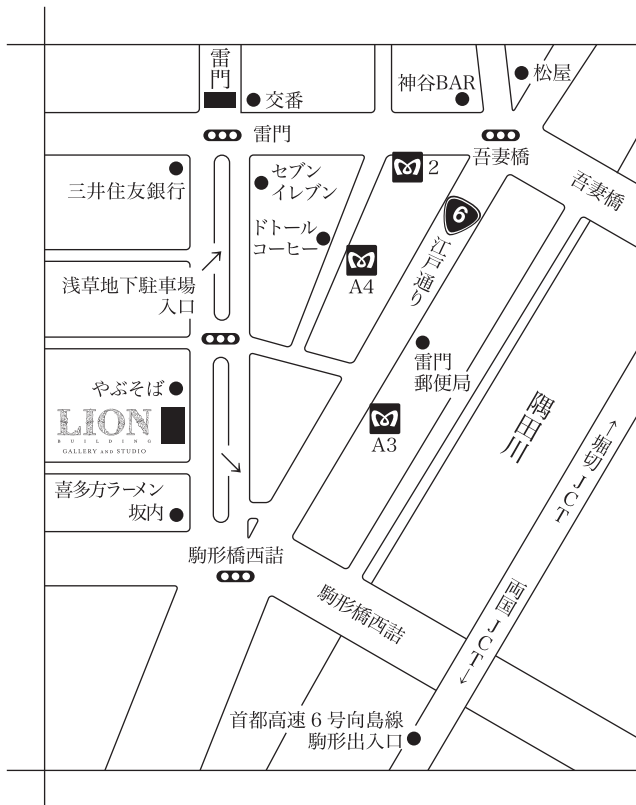 雷門
交番
神谷BAR
松屋
雷門
吾妻橋
吾妻橋
三井住友銀行
セブン
イレブン
2
6
ドトール
コーヒー
江戸通り
A4
浅草地下駐車場
入口
雷門
郵便局
やぶそば
LION
BUILDING
GALLERY AND STUDIO
A3
隅田川
←堀切JCT
喜多方ラーメン
坂内
駒形橋西詰
駒形橋西詰
両国JCT→
首都高速6号向島線
駒形出入口